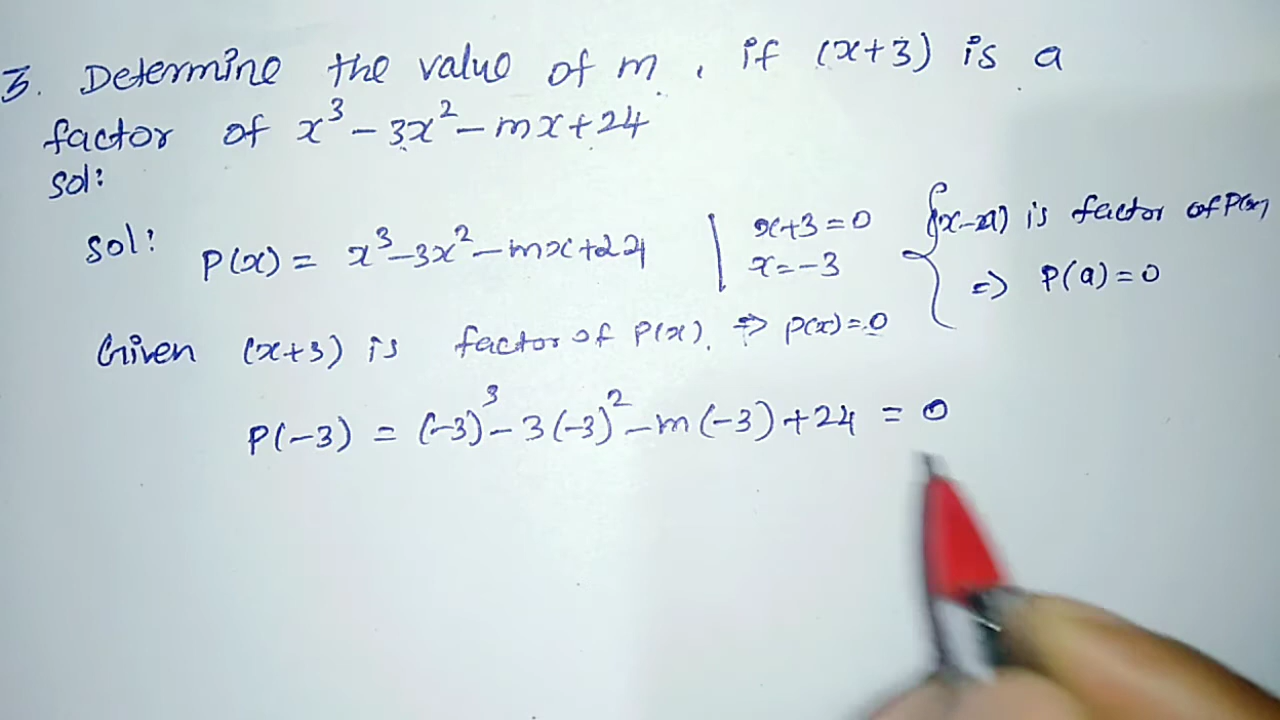 3. Determine the value of m, if (x+3) is a
factor of x³ - 3x² - mx + 24
Sol:
Sol: P(x) = x³ - 3x² - mx + 24
x+3 = 0
x = -3
(x-a) is factor of P(x)
⇒ P(a) = 0
Given (x+3) is factor of P(x). ⇒ P(x) = 0
P(-3) = (-3)³ - 3(-3)² - m(-3) + 24 = 0